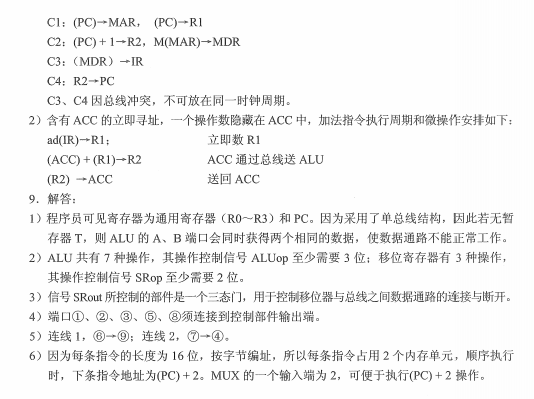 C1: (PC)→MAR， (PC)→R1
C2: (PC) + 1→R2，M(MAR)→MDR
C3:（MDR）→IR
C4: R2→PC
C3、C4 因总线冲突，不可放在同一时钟周期。
2）含有 ACC 的立即寻址，一个操作数隐藏在 ACC 中，加法指令执行周期和微操作安排如下：
ad(IR)→R1； 立即数 R1
(ACC) + (R1)→R2 ACC 通过总线送 ALU
(R2) →ACC 送回 ACC
9．解答：
1）程序员可见寄存器为通用寄存器（R0～R3）和 PC。因为采用了单总线结构，因此若无暂
存器 T，则 ALU 的 A、B 端口会同时获得两个相同的数据，使数据通路不能正常工作。
2）ALU 共有 7 种操作，其操作控制信号 ALUop 至少需要 3 位；移位寄存器有 3 种操作，
其操作控制信号 SRop 至少需要 2 位。
3）信号 SRout 所控制的部件是一个三态门，用于控制移位器与总线之间数据通路的连接与断开。
4）端口①、②、③、⑤、⑧须连接到控制部件输出端。
5）连线 1，⑥→⑨；连线 2，⑦→④。
6）因为每条指令的长度为 16 位，按字节编址，所以每条指令占用 2 个内存单元，顺序执行
时，下条指令地址为(PC) + 2。MUX 的一个输入端为 2，可便于执行(PC) + 2 操作。